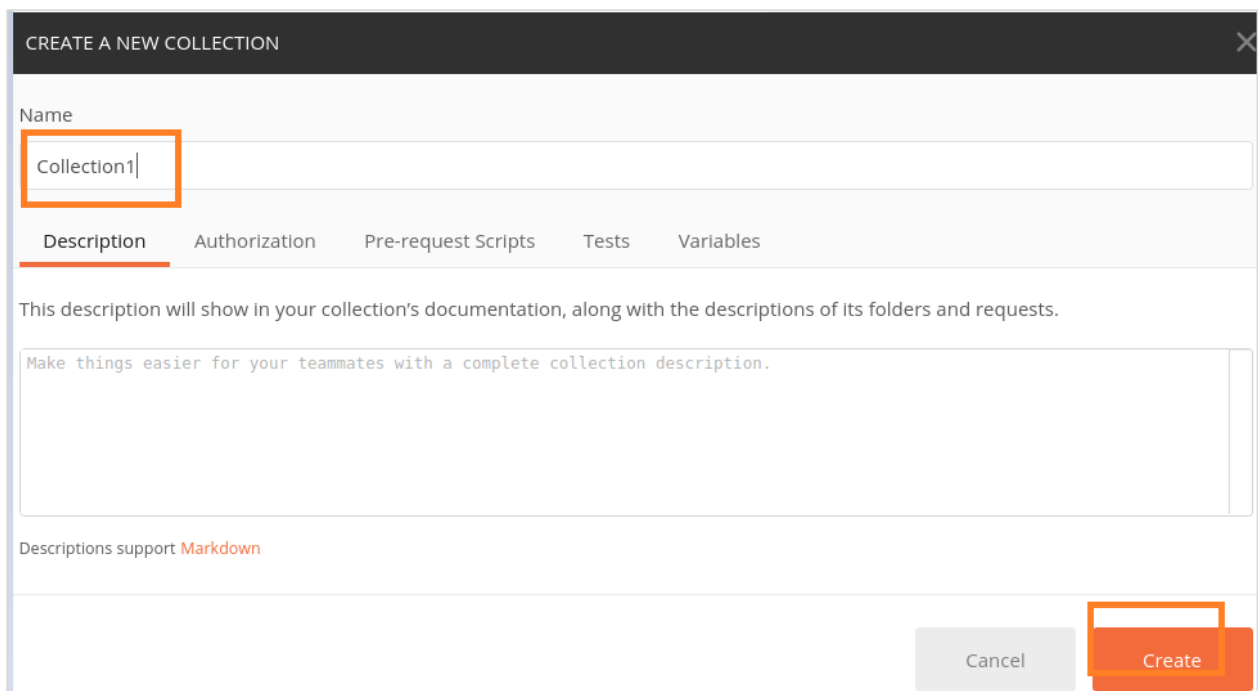 CREATE A NEW COLLECTION
Name
Collection1
Description Authorization Pre-request Scripts Tests Variables
This description will show in your collection’s documentation, along with the descriptions of its folders and requests.
Make things easier for your teammates with a complete collection description.
Descriptions support Markdown
Cancel Create